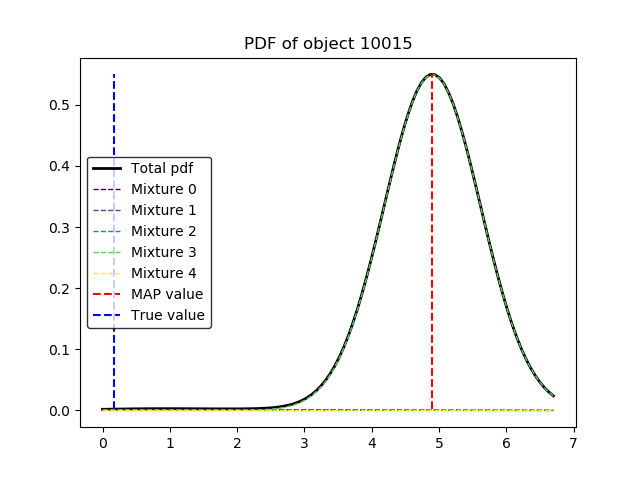 PDF of object 10015
0.5
0.4
0.3
0.2
0.1
0.0
Total pdf
Mixture 0
Mixture 1
Mixture 2
Mixture 3
Mixture 4
MAP value
True value
0 1 2 3 4 5 6 7